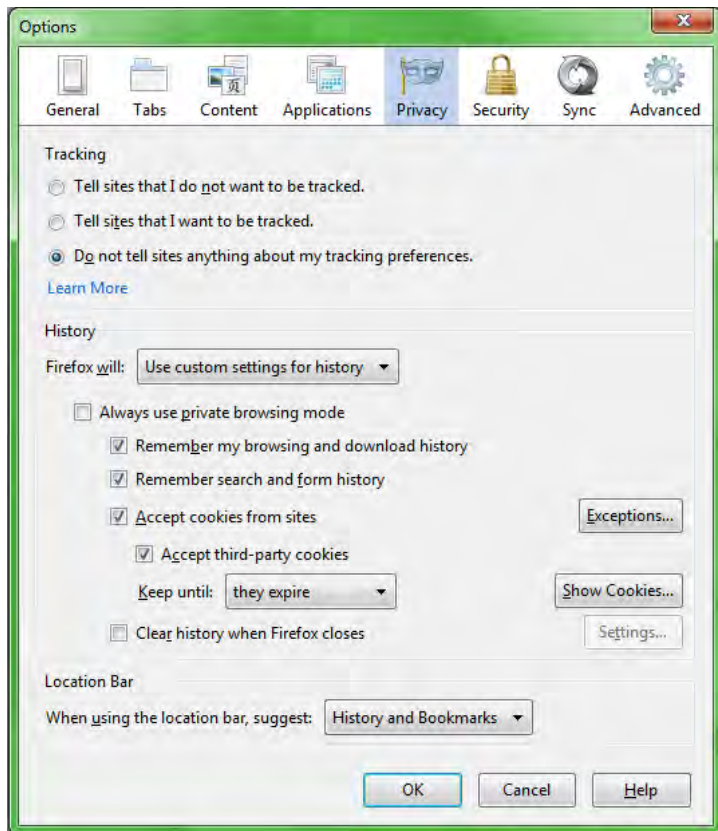 Options
General Tabs Content Applications Privacy Security Sync Advanced
Tracking
Tell sites that I do not want to be tracked.
Tell sites that I want to be tracked.
Do not tell sites anything about my tracking preferences.
Learn More
History
Firefox will: Use custom settings for history
Always use private browsing mode
Remember my browsing and download history
Remember search and form history
Accept cookies from sites Exceptions...
Accept third-party cookies
Keep until: they expire Show Cookies...
Clear history when Firefox closes Settings...
Location Bar
When using the location bar, suggest: History and Bookmarks
OK Cancel Help